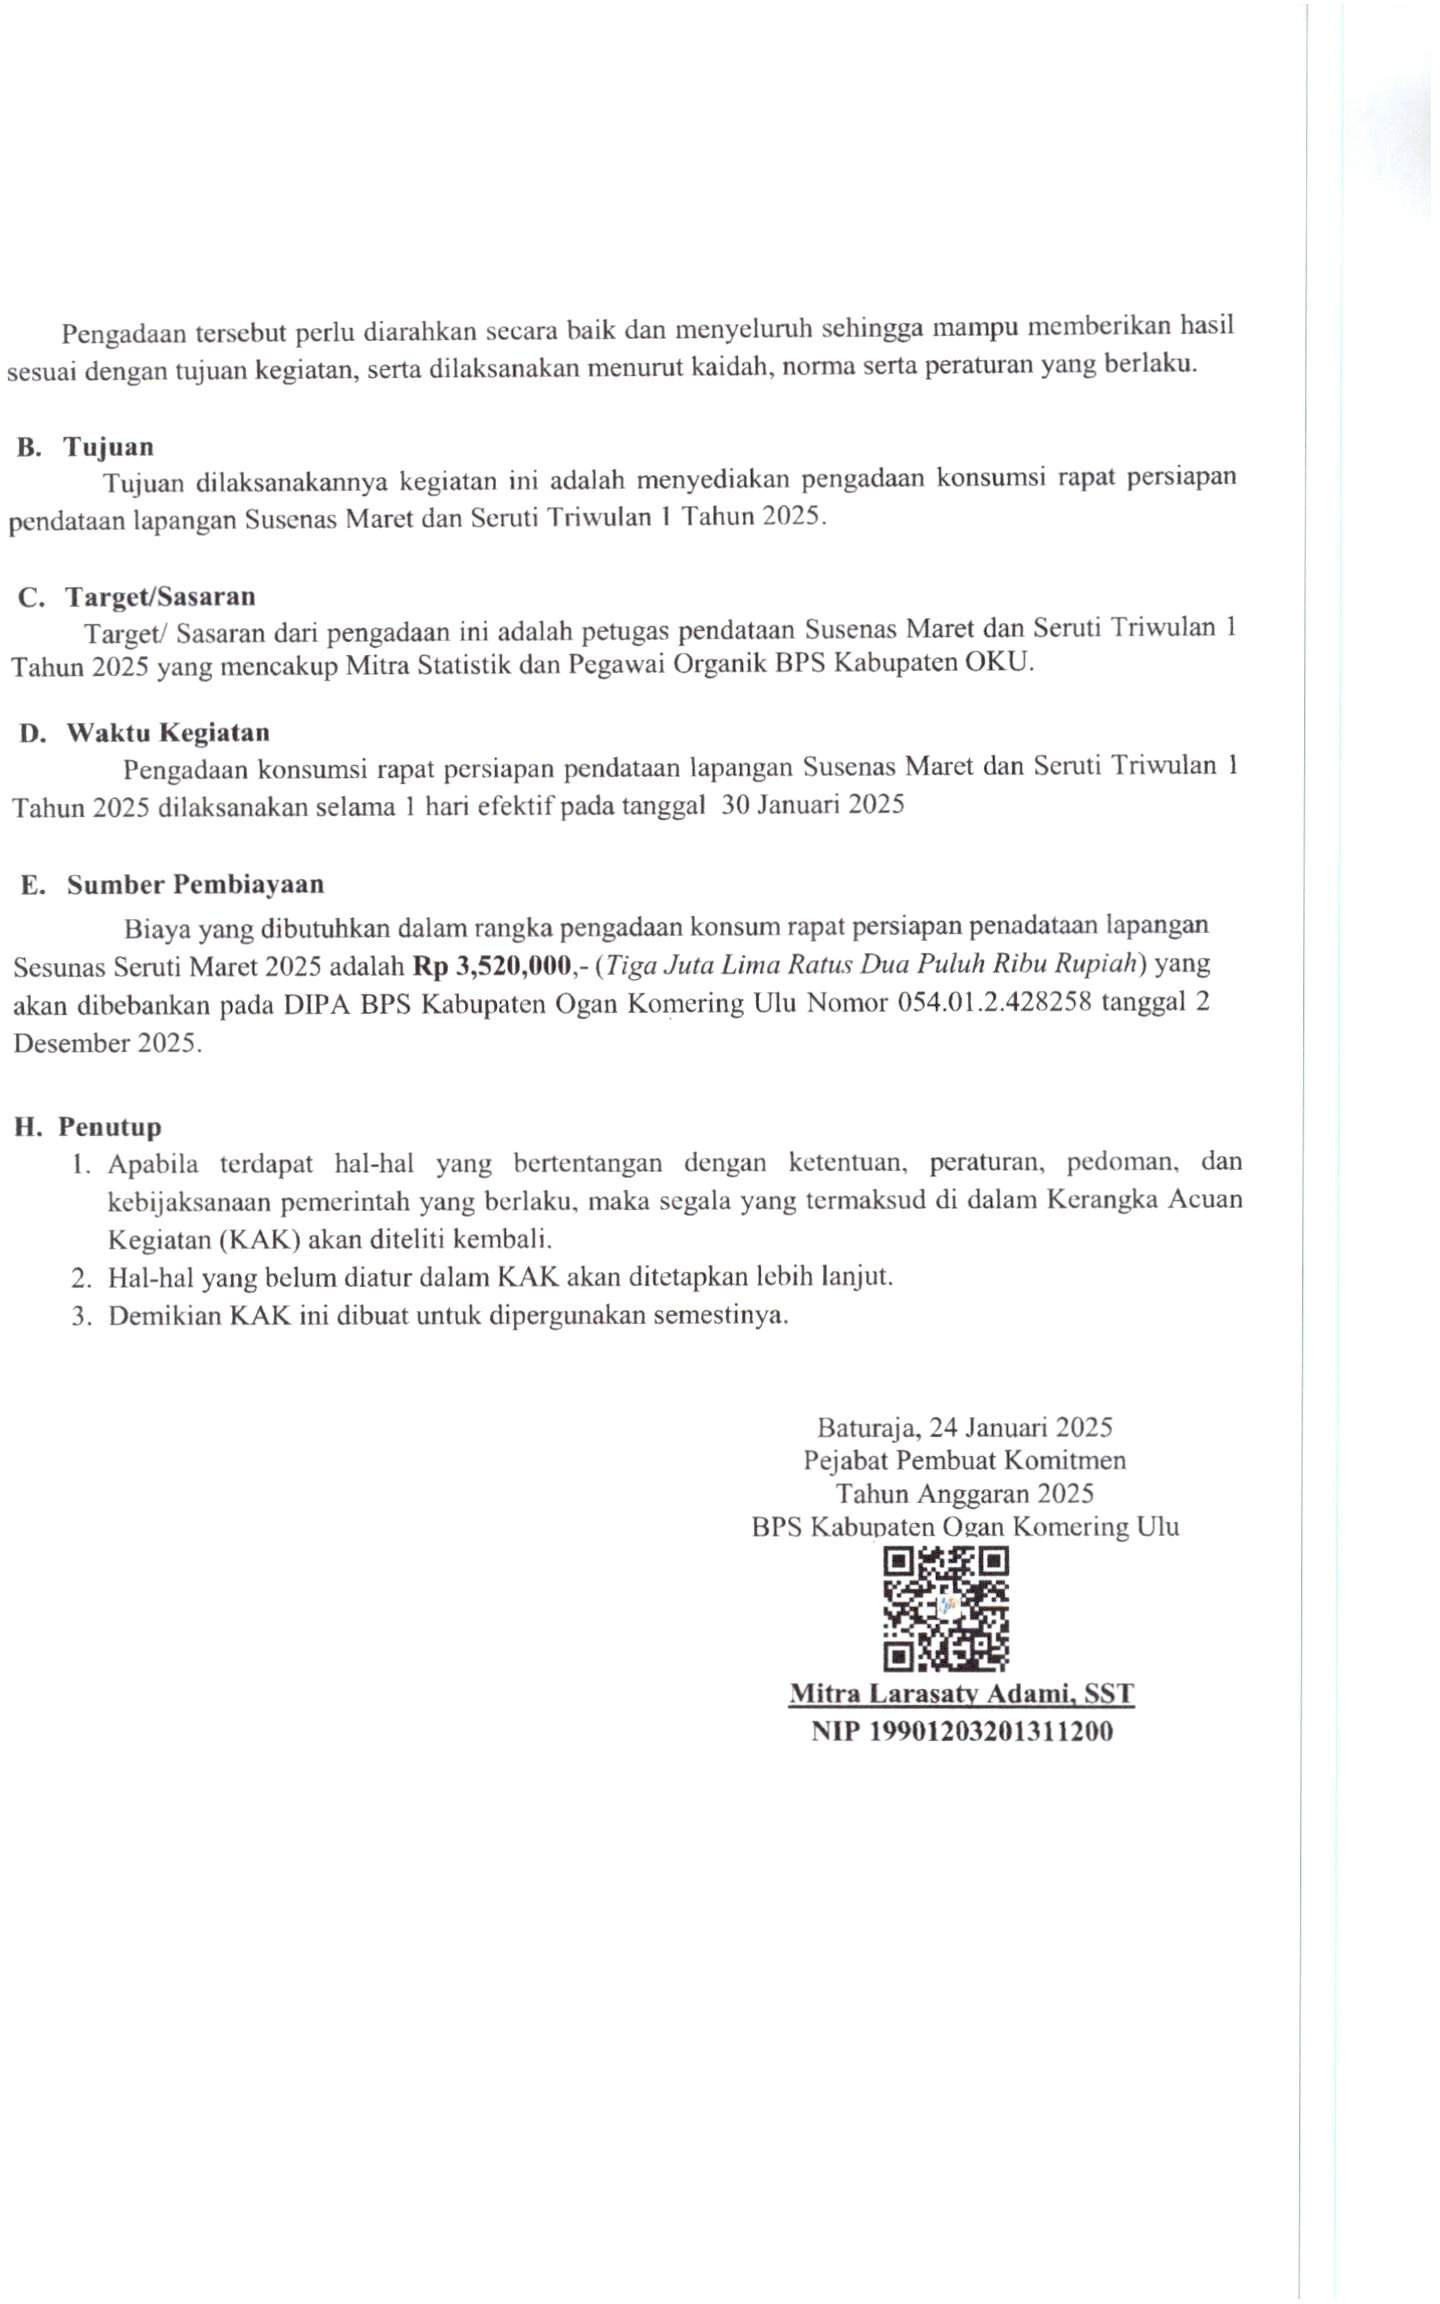 Pengadaan tersebut perlu diarahkan secara baik dan menyeluruh sehingga mampu memberikan hasil
sesuai dengan tujuan kegiatan, serta dilaksanakan menurut kaidah, norma serta peraturan yang berlaku.
B. Tujuan
Tujuan dilaksanakannya kegiatan ini adalah menyediakan pengadaan konsumsi rapat persiapan
pendataan lapangan Susenas Maret dan Seruti Triwulan 1 Tahun 2025.
C. Target/Sasaran
Target/ Sasaran dari pengadaan ini adalah petugas pendataan Susenas Maret dan Seruti Triwulan 1
Tahun 2025 yang mencakup Mitra Statistik dan Pegawai Organik BPS Kabupaten OKU.
D. Waktu Kegiatan
Pengadaan konsumsi rapat persiapan pendataan lapangan Susenas Maret dan Seruti Triwulan 1
Tahun 2025 dilaksanakan selama 1 hari efektif pada tanggal 30 Januari 2025
E. Sumber Pembiayaan
Biaya yang dibutuhkan dalam rangka pengadaan konsum rapat persiapan penadataan lapangan
Sesunas Seruti Maret 2025 adalah Rp 3,520,000,- (Tiga Juta Lima Ratus Dua Puluh Ribu Rupiah) yang
akan dibebankan pada DIPA BPS Kabupaten Ogan Komering Ulu Nomor 054.01.2.428258 tanggal 2
Desember 2025.
H. Penutup
1. Apabila terdapat hal-hal yang bertentangan dengan ketentuan, peraturan, pedoman, dan
kebijaksanaan pemerintah yang berlaku, maka segala yang termaksud di dalam Kerangka Acuan
Kegiatan (KAK) akan diteliti kembali.
2. Hal-hal yang belum diatur dalam KAK akan ditetapkan lebih lanjut.
3. Demikian KAK ini dibuat untuk dipergunakan semestinya.
Baturaja, 24 Januari 2025
Pejabat Pembuat Komitmen
Tahun Anggaran 2025
BPS Kabupaten Ogan Komering Ulu
Mitra Larasaty Adami, SST
NIP 19901203201311200